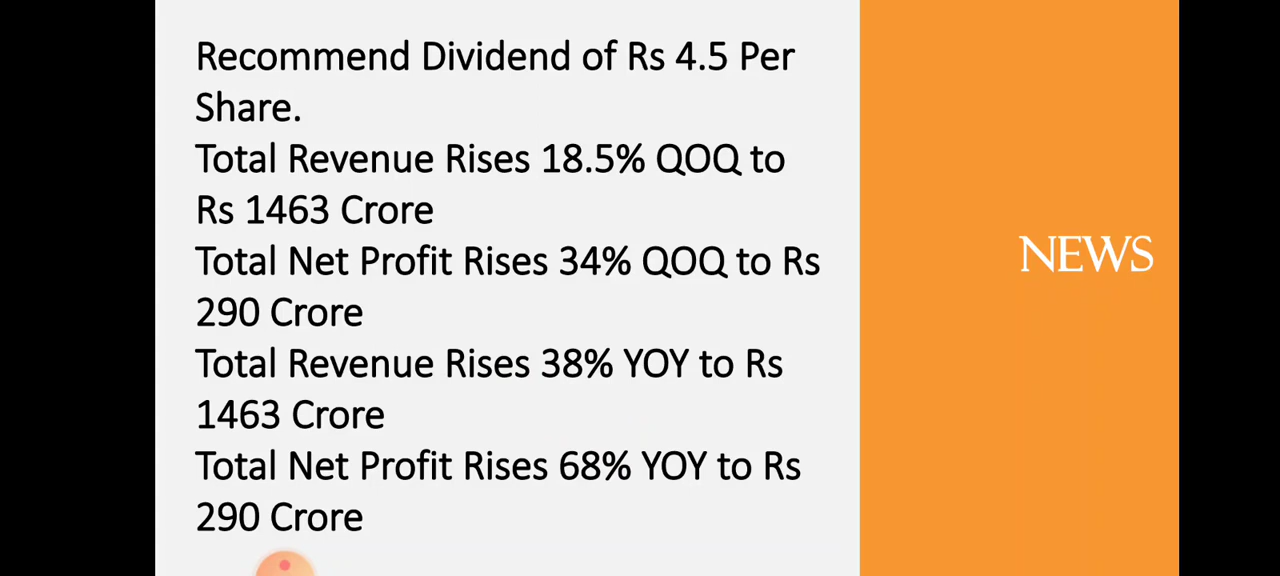 Recommend Dividend of Rs 4.5 Per
Share.
Total Revenue Rises 18.5% QOQ to
Rs 1463 Crore
Total Net Profit Rises 34% QOQ to Rs
290 Crore
Total Revenue Rises 38% YOY to Rs
1463 Crore
Total Net Profit Rises 68% YOY to Rs
290 Crore
NEWS